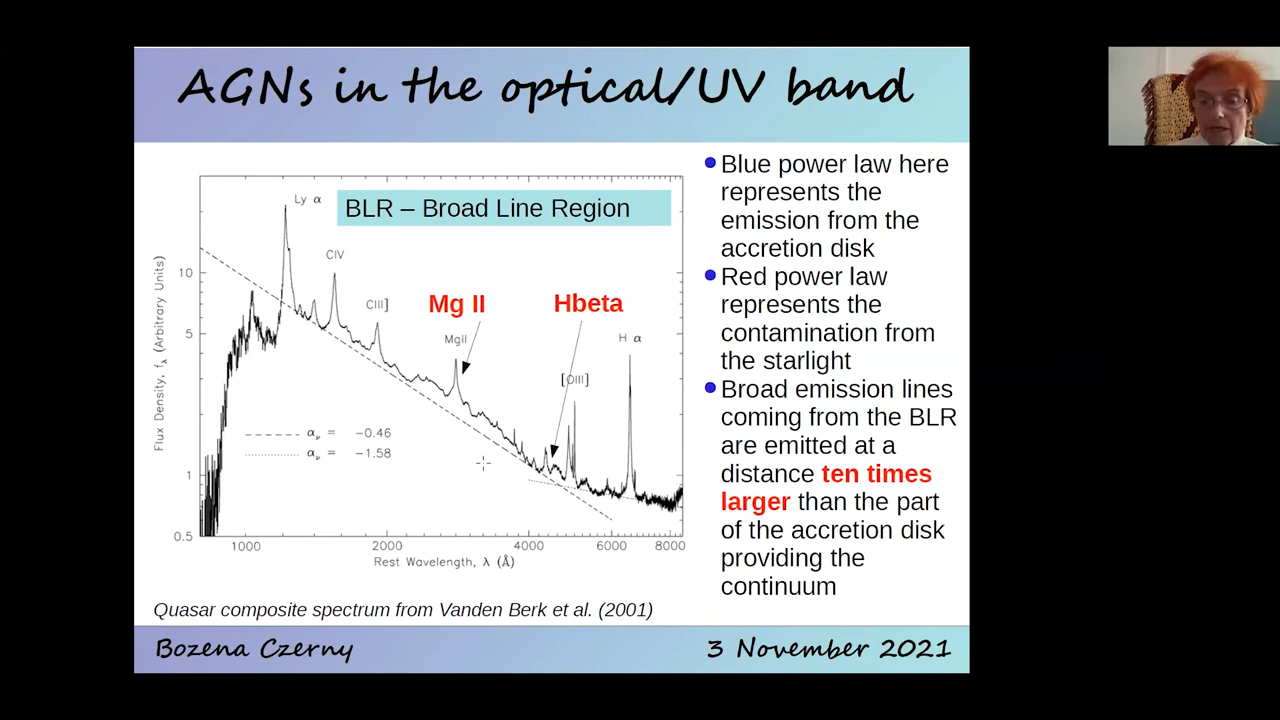 AGNs in the optical/UV band
Ly α
BLR – Broad Line Region
CIV
CIII]
Mg II
Hbeta
MgII
H α
[OIII]
10
5
1
0.5
Flux Density, fλ (Arbitrary Units)
αν = -0.46
αν = -1.58
1000 2000 4000 6000 8000
Rest Wavelength, λ (Å)
Quasar composite spectrum from Vanden Berk et al. (2001)
Blue power law here
represents the
emission from the
accretion disk
Red power law
represents the
contamination from
the starlight
Broad emission lines
coming from the BLR
are emitted at a
distance ten times
larger than the part
of the accretion disk
providing the
continuum
Bozena Czerny
3 November 2021